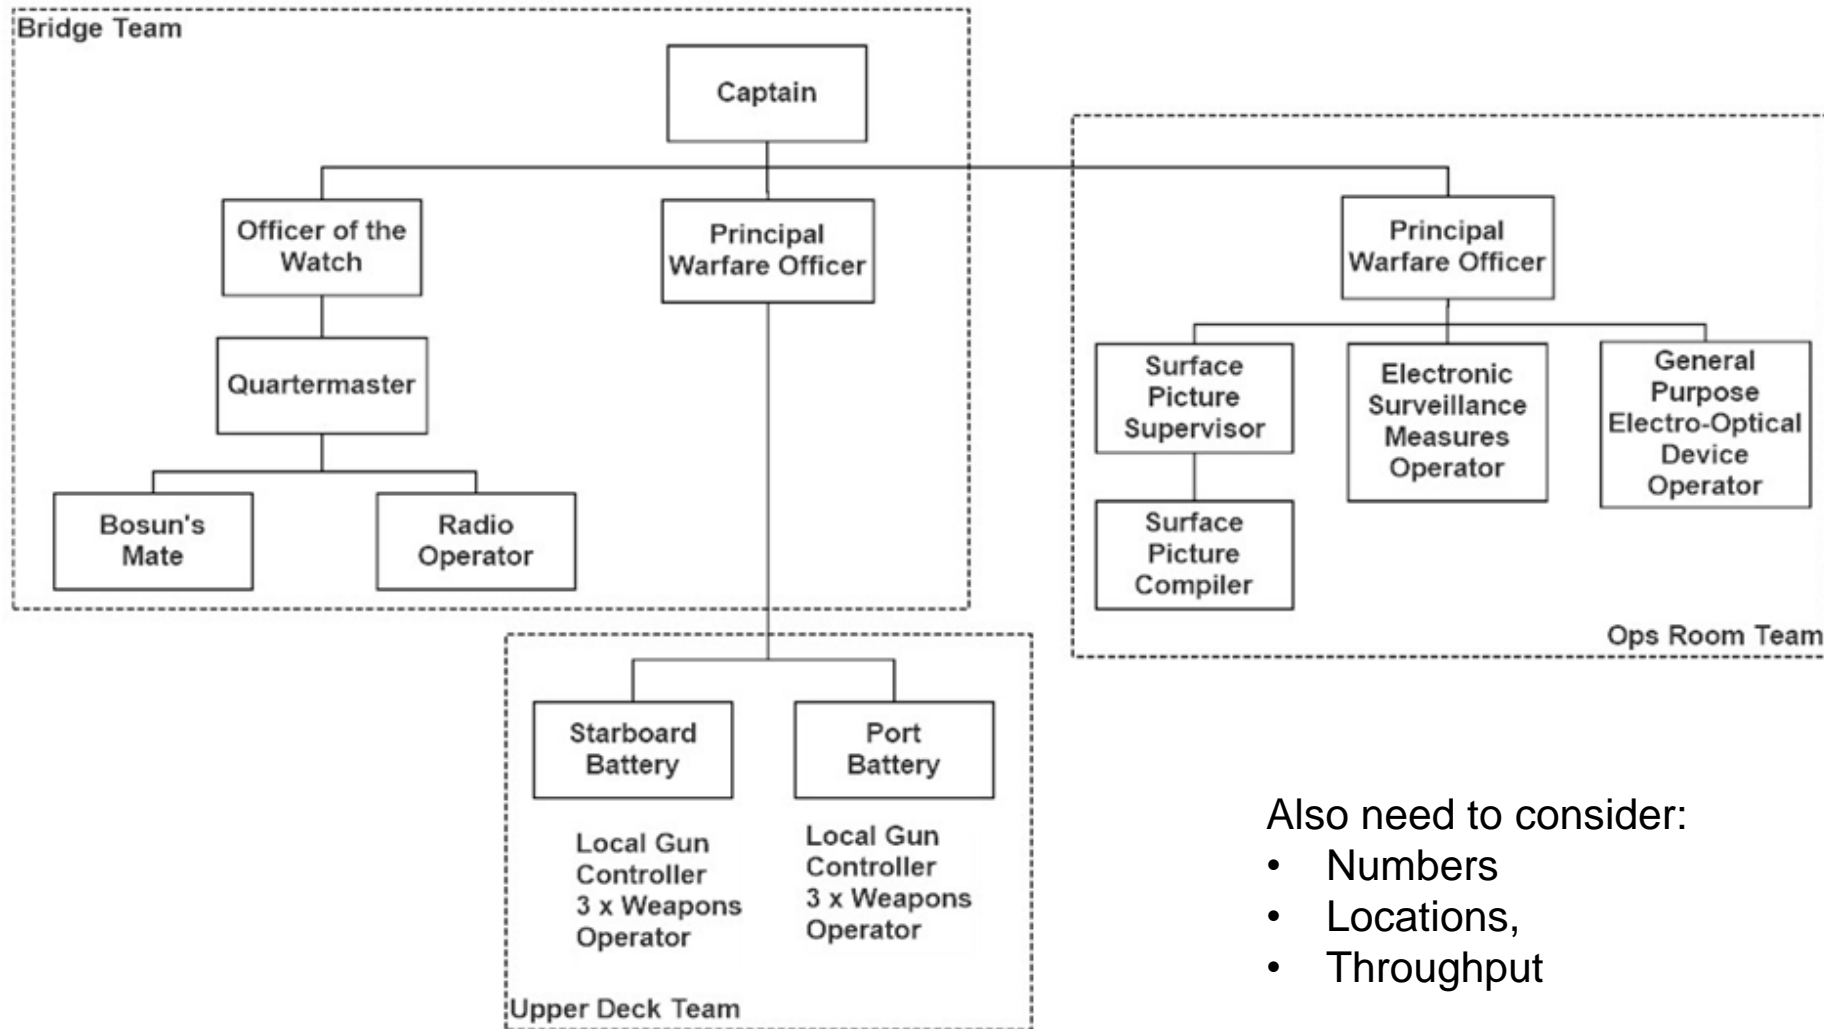 Bridge Team
Captain
Officer of the
Watch
Principal
Warfare Officer
Principal
Warfare Officer
Quartermaster
Bosun's
Mate
Radio
Operator
Surface
Picture
Supervisor
Electronic
Surveillance
Measures
Operator
General
Purpose
Electro-Optical
Device
Operator
Surface
Picture
Compiler
Ops Room Team
Starboard
Battery
Port
Battery
Local Gun
Controller
3 x Weapons
Operator
Local Gun
Controller
3 x Weapons
Operator
Upper Deck Team
Also need to consider:
• Numbers
• Locations,
• Throughput